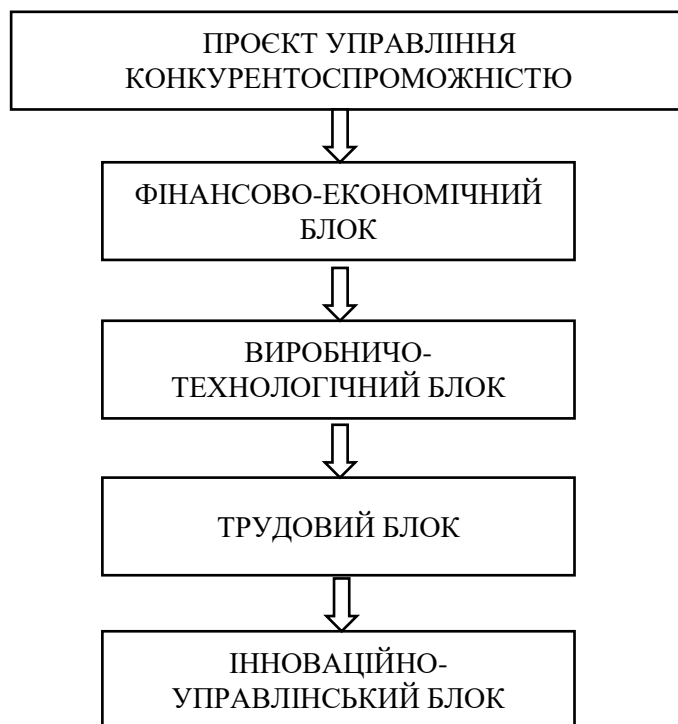 ПРОЄКТ УПРАВЛІННЯ
КОНКУРЕНТОСПРОМОЖНІСТЮ
ФІНАНСОВО-ЕКОНОМІЧНИЙ
БЛОК
ВИРОБНИЧО-
ТЕХНОЛОГІЧНИЙ БЛОК
ТРУДОВИЙ БЛОК
ІННОВАЦІЙНО-
УПРАВЛІНСЬКИЙ БЛОК